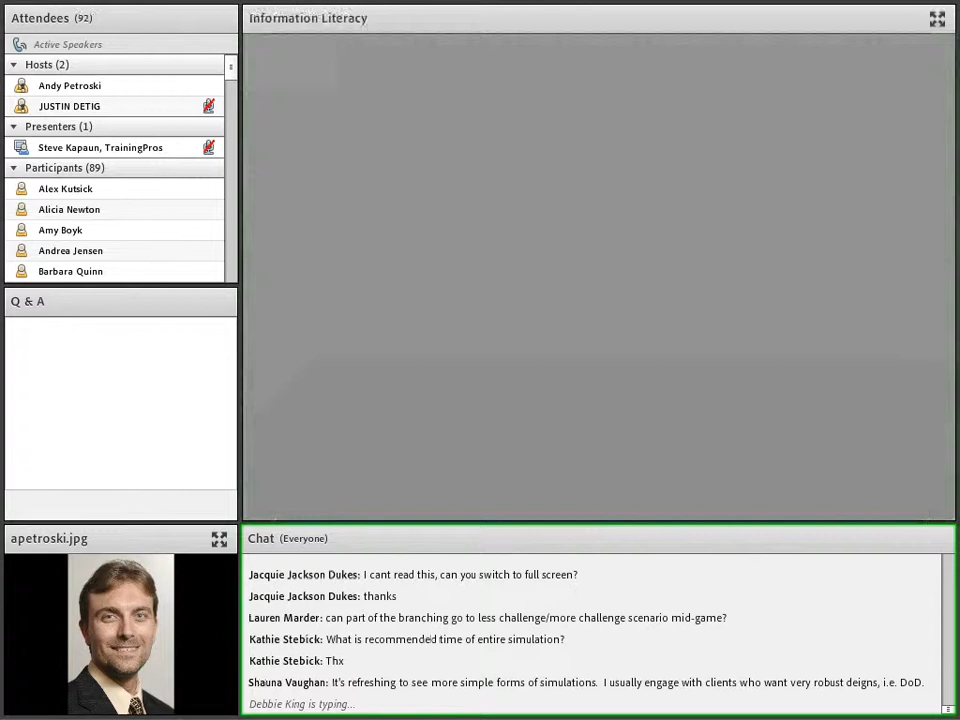 Attendees (92)
Active Speakers
Hosts (2)
Andy Petroski
JUSTIN DETIG
Presenters (1)
Steve Kapaun, TrainingPros
Participants (89)
Alex Kutsick
Alicia Newton
Amy Boyk
Andrea Jensen
Barbara Quinn
Q & A
apetroski.jpg
Information Literacy
Chat (Everyone)
Jacquie Jackson Dukes: I cant read this, can you switch to full screen?
Jacquie Jackson Dukes: thanks
Lauren Marder: can part of the branching go to less challenge/more challenge scenario mid-game?
Kathie Stebick: What is recommended time of entire simulation?
Kathie Stebick: Thx
Shauna Vaughan: It's refreshing to see more simple forms of simulations. I usually engage with clients who want very robust deigns, i.e. DoD.
Debbie King is typing...